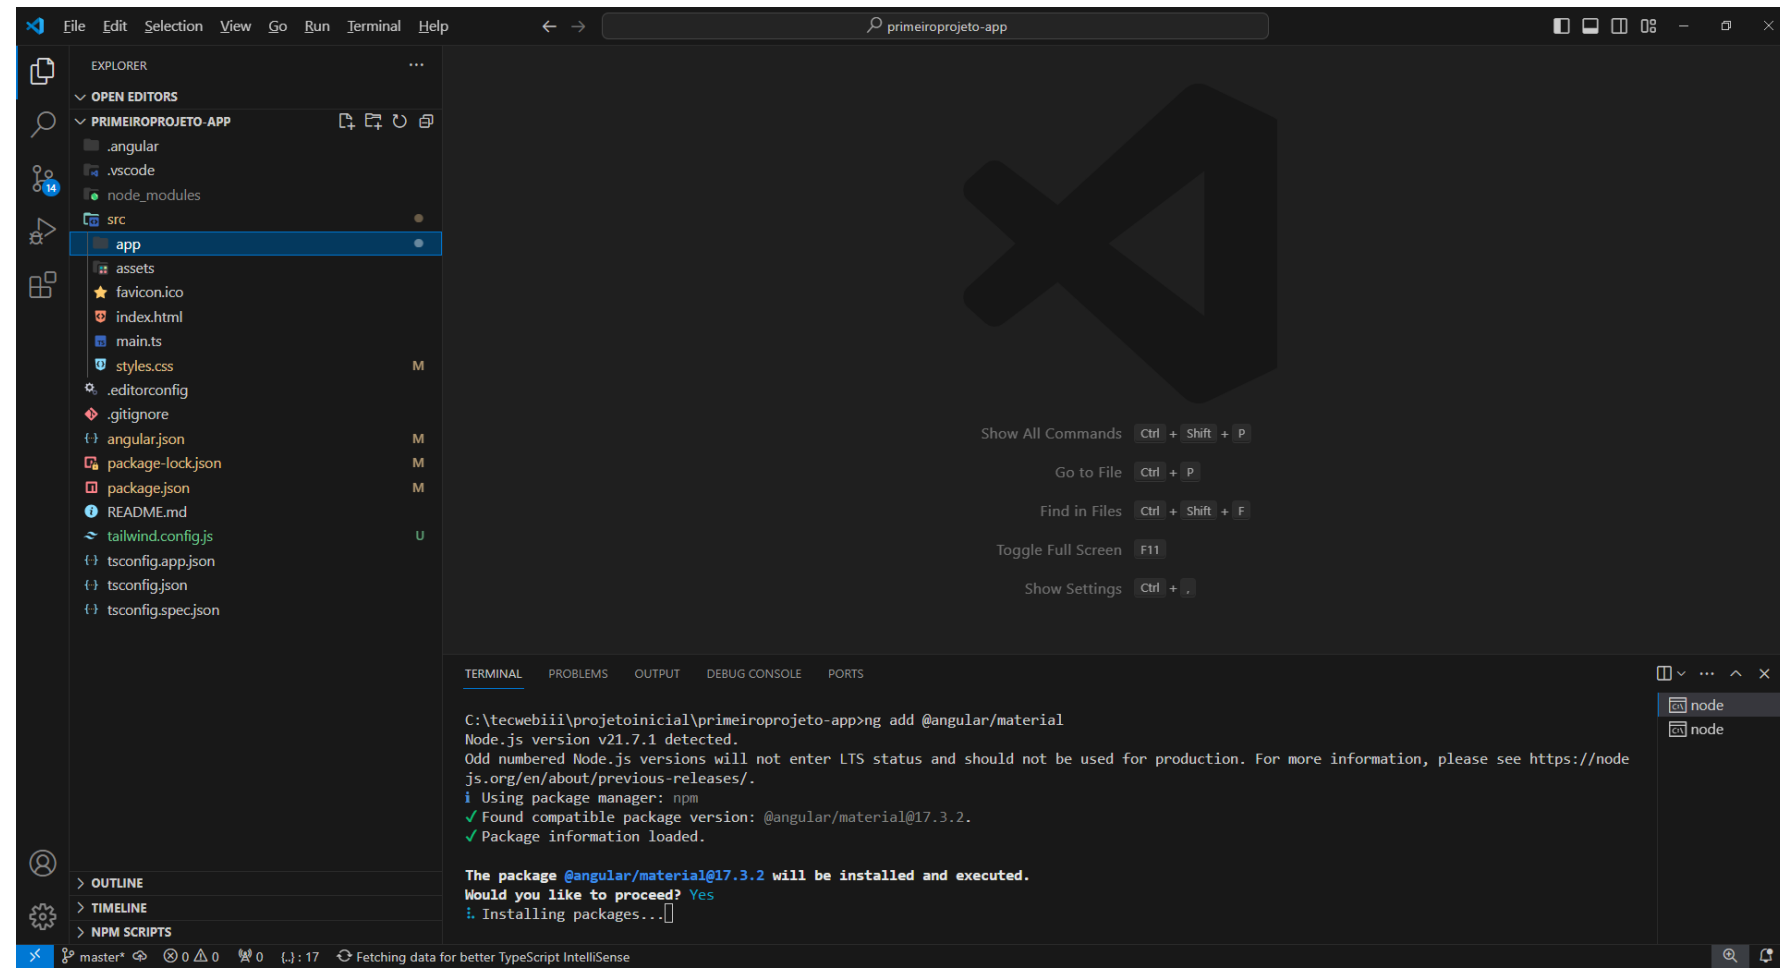 File Edit Selection View Go Run Terminal Help
primeiroprojeto-app
EXPLORER
OPEN EDITORS
PRIMEIROPROJETO-APP
.angular
.vscode
node_modules
src
app
assets
favicon.ico
index.html
main.ts
styles.css M
.editorconfig
.gitignore
angular.json M
package-lock.json M
package.json M
README.md
tailwind.config.js U
tsconfig.app.json
tsconfig.json
tsconfig.spec.json
14
OUTLINE
TIMELINE
NPM SCRIPTS
Show All Commands Ctrl + Shift + P
Go to File Ctrl + P
Find in Files Ctrl + Shift + F
Toggle Full Screen F11
Show Settings Ctrl + ,
TERMINAL PROBLEMS OUTPUT DEBUG CONSOLE PORTS
C:\tecwebiii\projetoinicial\primeiroprojeto-app>ng add @angular/material
Node.js version v21.7.1 detected.
Odd numbered Node.js versions will not enter LTS status and should not be used for production. For more information, please see https://node
js.org/en/about/previous-releases/.
i Using package manager: npm
✓ Found compatible package version: @angular/material@17.3.2.
✓ Package information loaded.
The package @angular/material@17.3.2 will be installed and executed.
Would you like to proceed? Yes
Installing packages...
node
node
master* 0 0 0 {..} : 17 Fetching data for better TypeScript IntelliSense